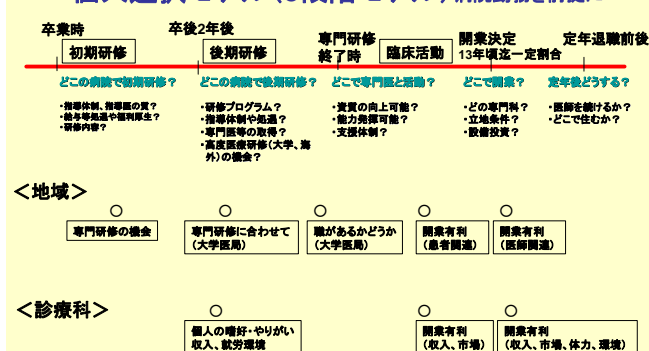 卒業時
卒後2年後
専門研修
終了時
開業決定
13年頃迄一定割合
定年退職前後
初期研修
後期研修
臨床活動
どこの病院で初期研修？
どこの病院で後期研修？
どこで専門医と活動？
どこで開業？
定年後どうする？
・指導体制、指導医の質？
・給与等処遇や福利厚生？
・研修内容？
・研修プログラム？
・指導体制や処遇？
・専門医等の取得？
・高度医療研修（大学、海
外）の機会？
・資質の向上可能？
・能力発揮可能？
・支援体制？
・どの専門科？
・立地条件？
・設備投資？
・医師を続けるか？
・どこで住むか？
＜地域＞
○ ○ ○ ○ ○
専門研修の機会
専門研修に合わせて
（大学医局）
職があるかどうか
（大学医局）
開業有利
（患者関連）
開業有利
（医師関連）
＜診療科＞
○ ○ ○
個人の嗜好・やりがい
収入、就労環境
開業有利
（収入、市場）
開業有利
（収入、市場、体力、環境）